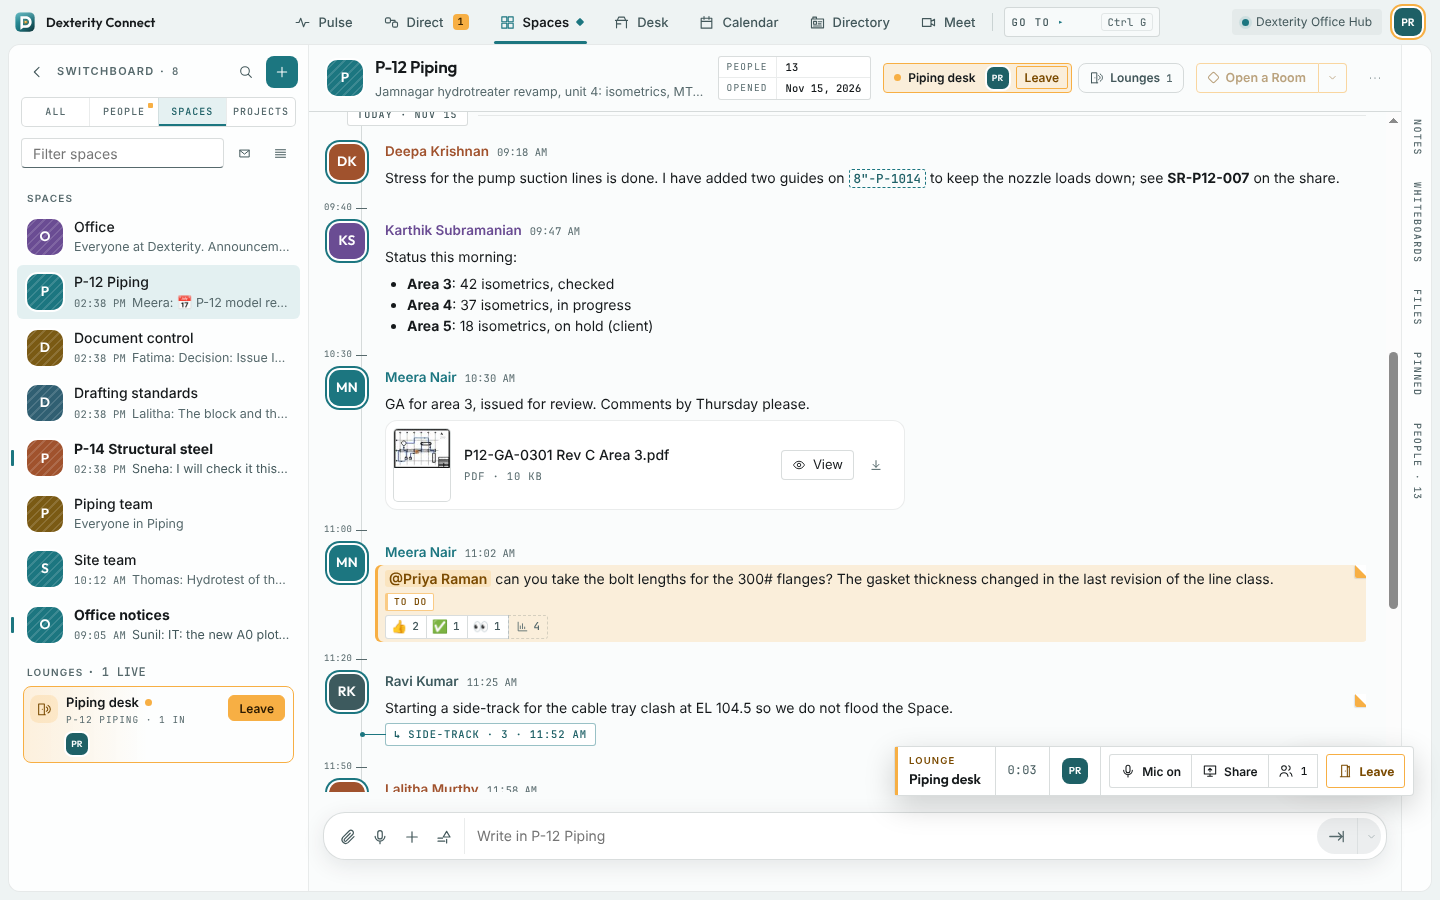 Dexterity Connect
Pulse
Direct 1
Spaces
Desk
Calendar
Directory
Meet
GO TO
Ctrl G
Dexterity Office Hub
PR
SWITCHBOARD · 8
ALL
PEOPLE
SPACES
PROJECTS
Filter spaces
SPACES
O
Office
Everyone at Dexterity. Announcem...
P
P-12 Piping
02:38 PM Meera: 📅 P-12 model re...
D
Document control
02:38 PM Fatima: Decision: Issue I...
D
Drafting standards
02:38 PM Lalitha: The block and th...
P
P-14 Structural steel
02:38 PM Sneha: I will check it this...
P
Piping team
Everyone in Piping
S
Site team
10:12 AM Thomas: Hydrotest of th...
O
Office notices
09:05 AM Sunil: IT: the new A0 plot...
LOUNGES · 1 LIVE
Piping desk
P-12 PIPING · 1 IN
PR
Leave
P
P-12 Piping
Jamnagar hydrotreater revamp, unit 4: isometrics, MT...
PEOPLE 13
OPENED Nov 15, 2026
Piping desk PR Leave
Lounges 1
Open a Room
TODAY · NOV 15
DK
Deepa Krishnan 09:18 AM
Stress for the pump suction lines is done. I have added two guides on 8"-P-1014 to keep the nozzle loads down; see SR-P12-007 on the share.
09:40
KS
Karthik Subramanian 09:47 AM
Status this morning:
• Area 3: 42 isometrics, checked
• Area 4: 37 isometrics, in progress
• Area 5: 18 isometrics, on hold (client)
10:30
MN
Meera Nair 10:30 AM
GA for area 3, issued for review. Comments by Thursday please.
P12-GA-0301 Rev C Area 3.pdf
PDF · 10 KB
View
11:00
MN
Meera Nair 11:02 AM
@Priya Raman can you take the bolt lengths for the 300# flanges? The gasket thickness changed in the last revision of the line class.
TO DO
👍 2 ✅ 1 👀 1 4
11:20
RK
Ravi Kumar 11:25 AM
Starting a side-track for the cable tray clash at EL 104.5 so we do not flood the Space.
↳ SIDE-TRACK · 3 · 11:52 AM
11:50
Lalitha Murthy 11:58 AM
LOUNGE
Piping desk
0:03
PR
Mic on
Share
1
Leave
Write in P-12 Piping
NOTES
WHITEBOARDS
FILES
PINNED
PEOPLE · 13